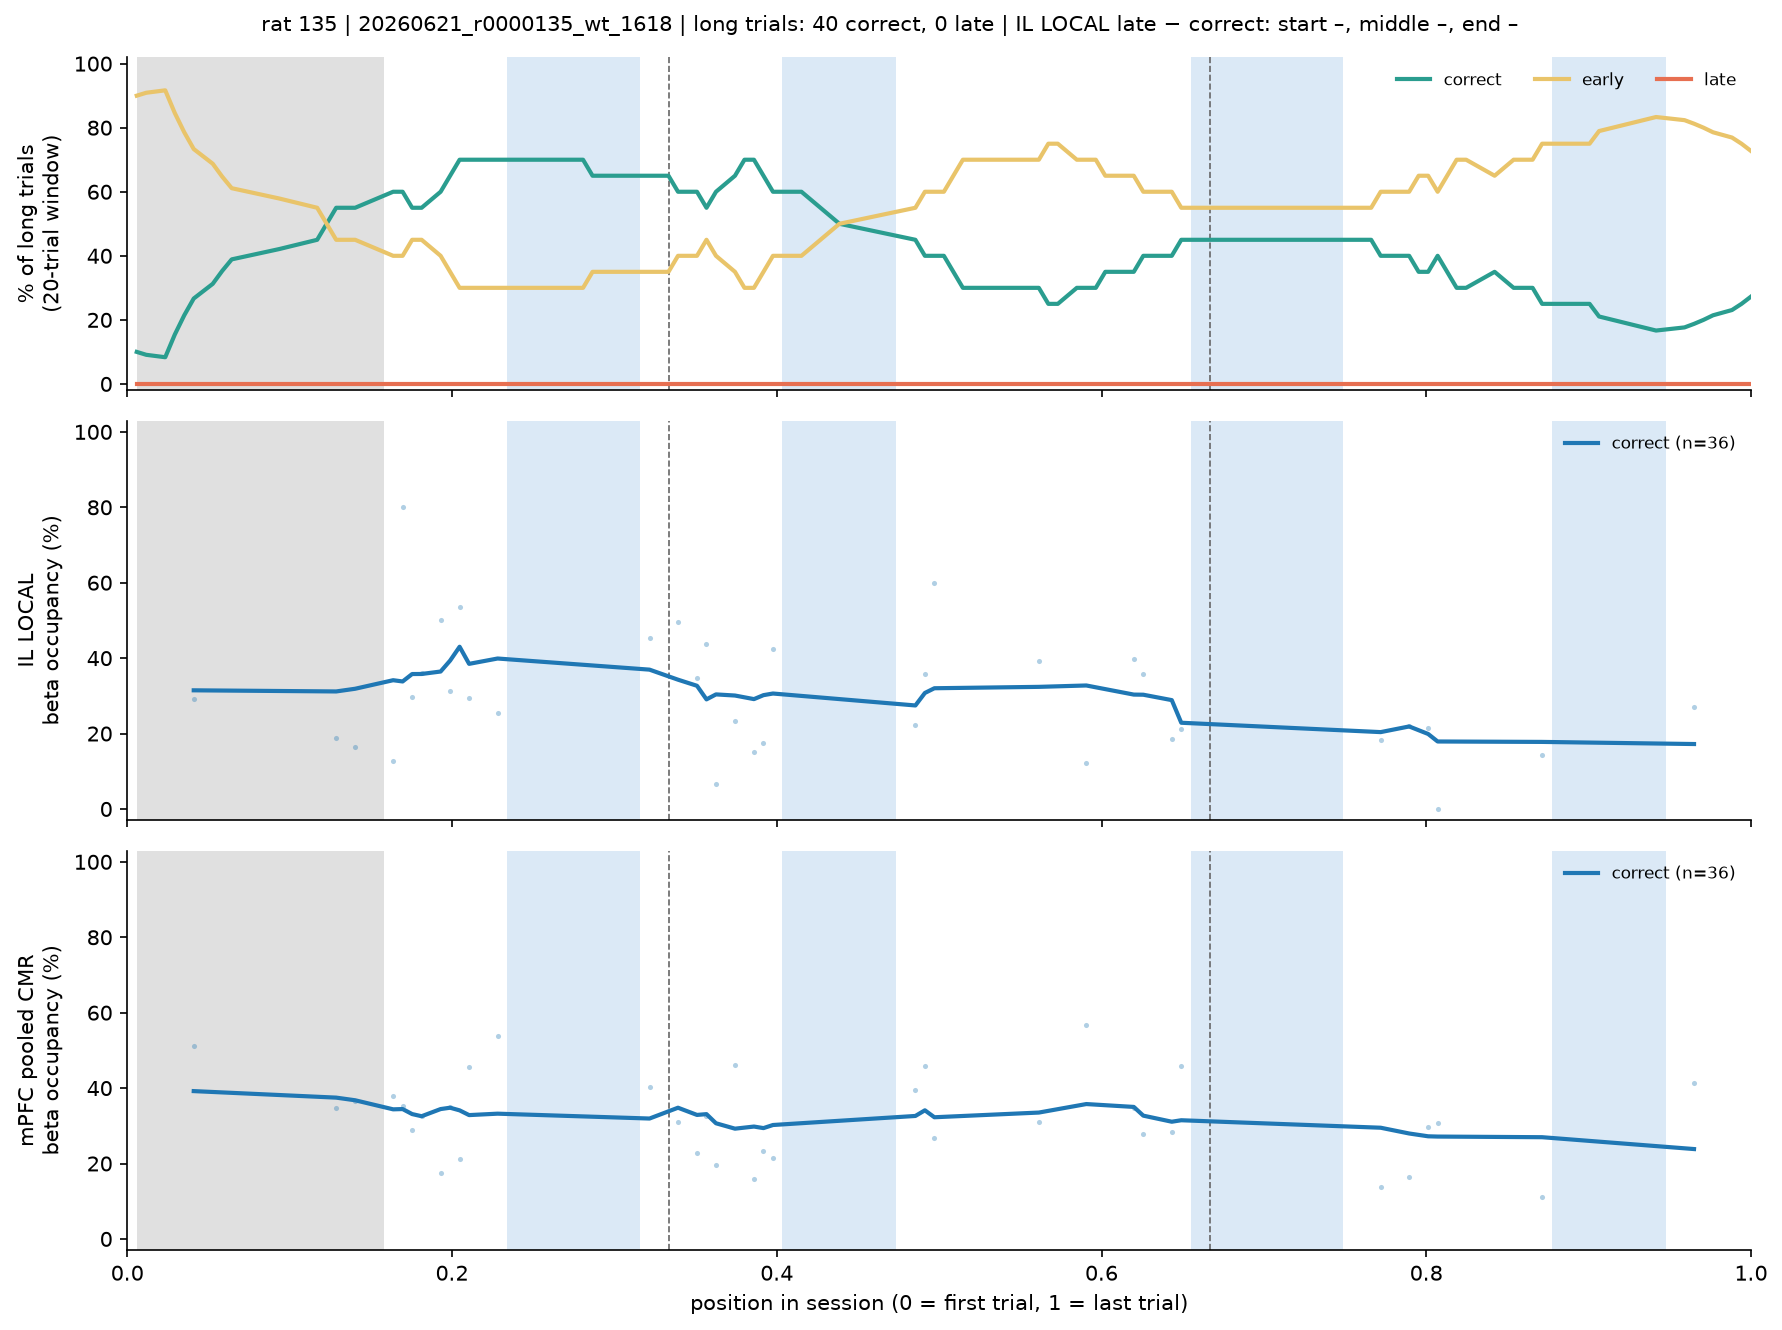 rat 135 | 20260621_r0000135_wt_1618 | long trials: 40 correct, 0 late | IL LOCAL late − correct: start –, middle –, end –
correct
early
late
% of long trials
(20-trial window)
100
80
60
40
20
0
correct (n=36)
IL LOCAL
beta occupancy (%)
100
80
60
40
20
0
correct (n=36)
mPFC pooled CMR
beta occupancy (%)
100
80
60
40
20
0
0.0 0.2 0.4 0.6 0.8 1.0
position in session (0 = first trial, 1 = last trial)